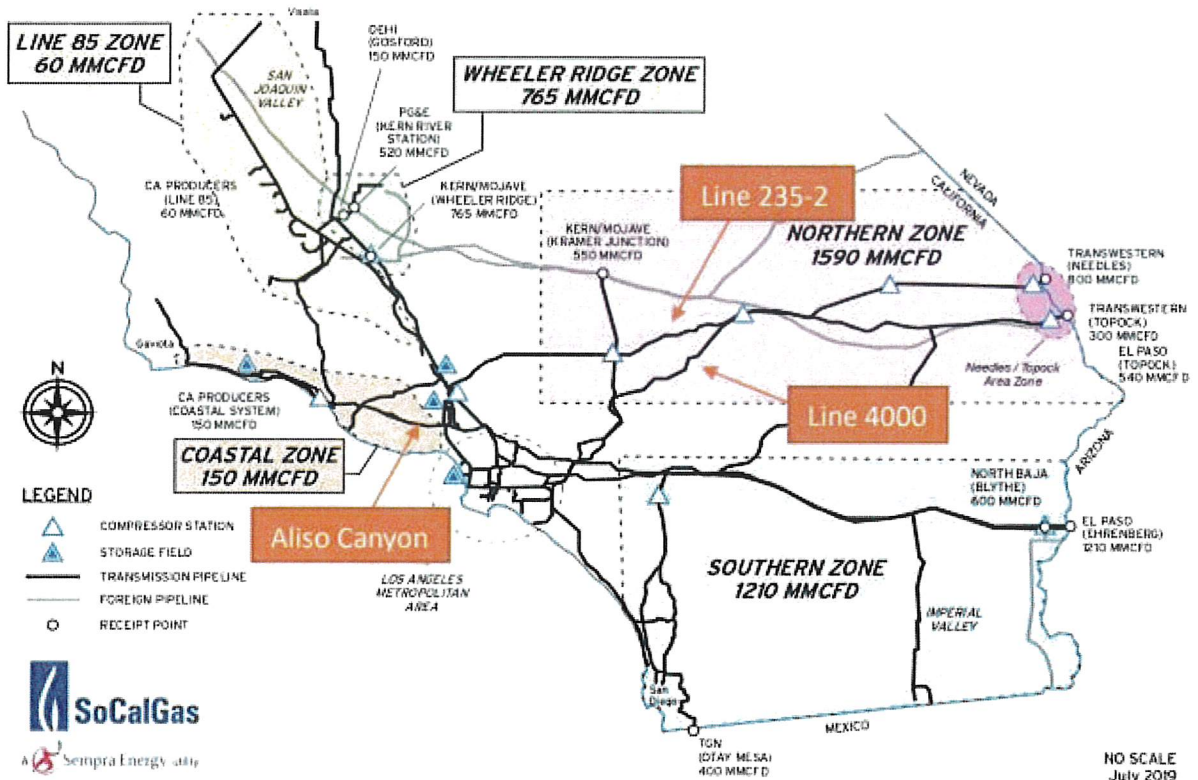 Visalia
LINE 85 ZONE
60 MMCFD
SAN
JOAQUIN
VALLEY
OEHI
(GOSFORD)
150 MMCFD
WHEELER RIDGE ZONE
765 MMCFD
PG&E
(KERN RIVER
STATION)
520 MMCFD
CA PRODUCERS
(LINE 85)
60 MMCFD
KERN/MOJAVE
(WHEELER RIDGE)
765 MMCFD
Line 235-2
NEVADA
CALIFORNIA
KERN/MOJAVE
(KRAMER JUNCTION)
550 MMCFD
NORTHERN ZONE
1590 MMCFD
TRANSWESTERN
(NEEDLES)
800 MMCFD
TRANSWESTERN
(TOPOCK)
300 MMCFD
EL PASO
(TOPOCK)
540 MMCFD
Needles / Topock
Area Zone
Gaviota
N
CA PRODUCERS
(COASTAL SYSTEM)
150 MMCFD
Line 4000
COASTAL ZONE
150 MMCFD
ARIZONA
NORTH BAJA
(BLYTHE)
600 MMCFD
EL PASO
(EHRENBERG)
1210 MMCFD
LEGEND
COMPRESSOR STATION
STORAGE FIELD
TRANSMISSION PIPELINE
FOREIGN PIPELINE
RECEIPT POINT
Aliso Canyon
LOS ANGELES
METROPOLITAN
AREA
SOUTHERN ZONE
1210 MMCFD
IMPERIAL
VALLEY
San
Diego
MEXICO
TGN
(OTAY MESA)
400 MMCFD
SoCalGas
A Sempra Energy utility
NO SCALE
July 2019